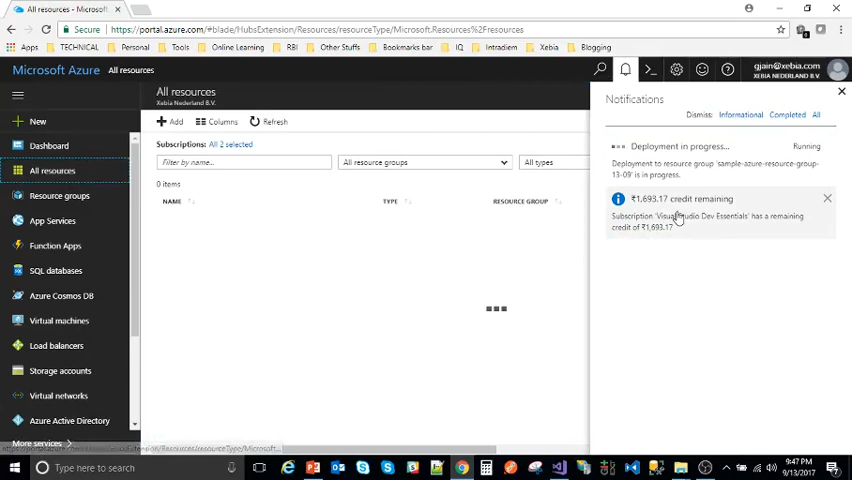 All resources - Microsoft
Secure
https://portal.azure.com/#blade/HubsExtension/Resources/resourceType/Microsoft.Resources%2Fresources
Apps TECHNICAL Personal Tools Online Learning RBI Other Stuffs Bookmarks bar IQ Intradiem Xebia Blogging
Microsoft Azure All resources
gjain@xebia.com
XEBIA NEDERLAND B.V.
New
Dashboard
All resources
Resource groups
App Services
Function Apps
SQL databases
Azure Cosmos DB
Virtual machines
Load balancers
Storage accounts
Virtual networks
Azure Active Directory
More services
All resources
Xebia Nederland B.V.
Add Columns Refresh
Subscriptions: All 2 selected
Filter by name... All resource groups All types
0 items
NAME TYPE RESOURCE GROUP
Notifications
Dismiss: Informational Completed All
Deployment in progress... Running
Deployment to resource group 'sample-azure-resource-group-
13-09' is in progress.
₹1,693.17 credit remaining
Subscription 'Visual Studio Dev Essentials' has a remaining
credit of ₹1,693.17
Type here to search
9:47 PM
9/13/2017